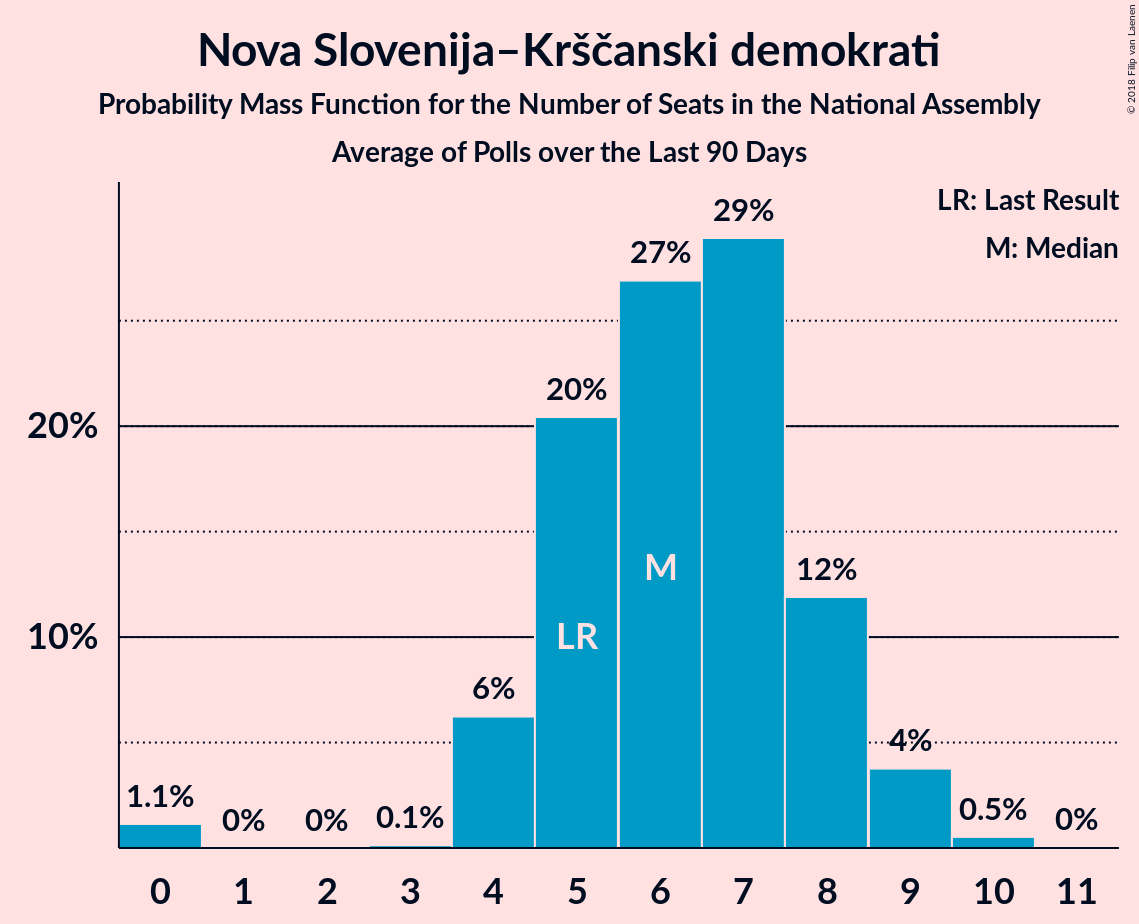 Nova Slovenija–Krščanski demokrati
Probability Mass Function for the Number of Seats in the National Assembly
Average of Polls over the Last 90 Days
© 2018 Filip van Laenen
LR: Last Result
M: Median
29%
27%
20%
20%
12%
10%
M
LR
6%
4%
1.1%
0%
0%
0.1%
0.5%
0%
0 1 2 3 4 5 6 7 8 9 10 11